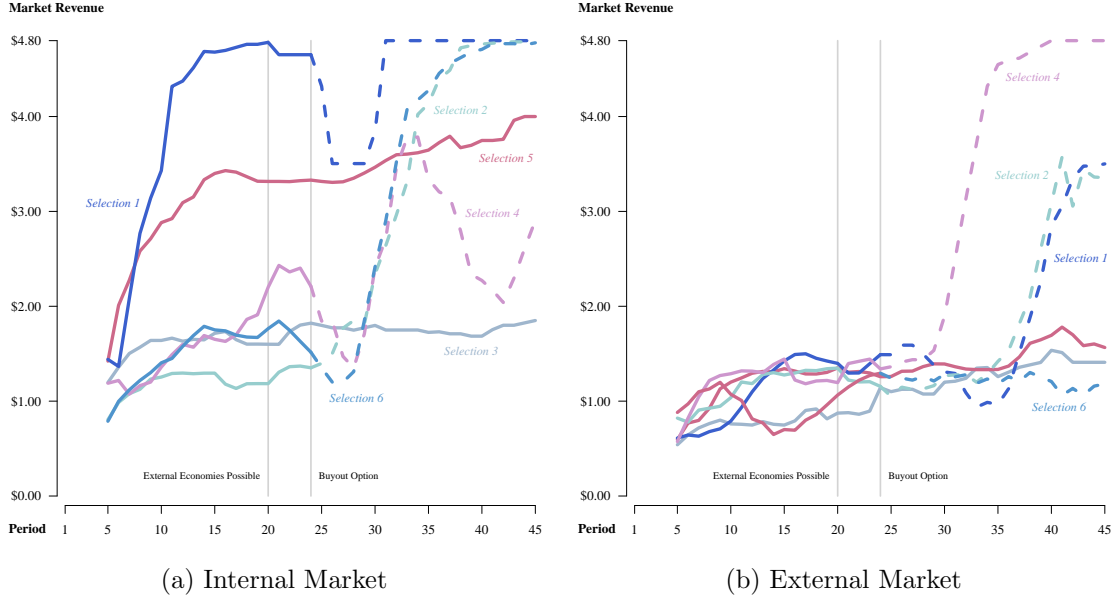 Market Revenue
$4.80
$4.00
$3.00
$2.00
$1.00
$0.00
Selection 1
Selection 2
Selection 5
Selection 4
Selection 3
Selection 6
External Economies Possible
Buyout Option
Period 1 5 10 15 20 25 30 35 40 45
(a) Internal Market
Market Revenue
$4.80
$4.00
$3.00
$2.00
$1.00
$0.00
Selection 4
Selection 2
Selection 1
Selection 6
External Economies Possible
Buyout Option
Period 1 5 10 15 20 25 30 35 40 45
(b) External Market